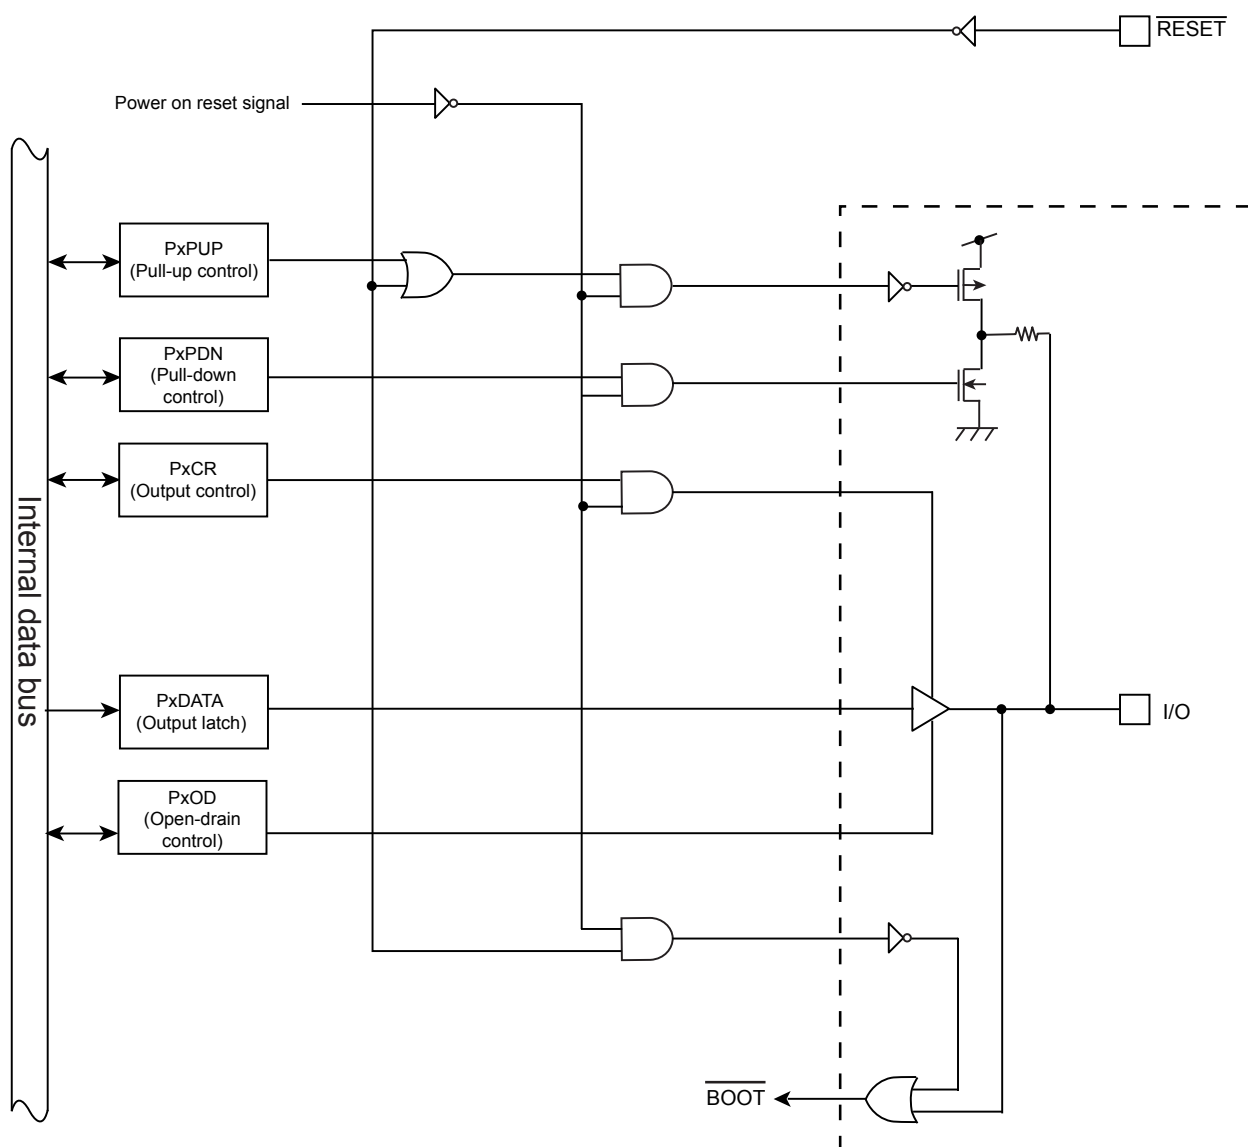 RESET
Power on reset signal
PxPUP
(Pull-up control)
PxPDN
(Pull-down
control)
PxCR
(Output control)
Internal data bus
PxDATA
(Output latch)
I/O
PxOD
(Open-drain
control)
BOOT